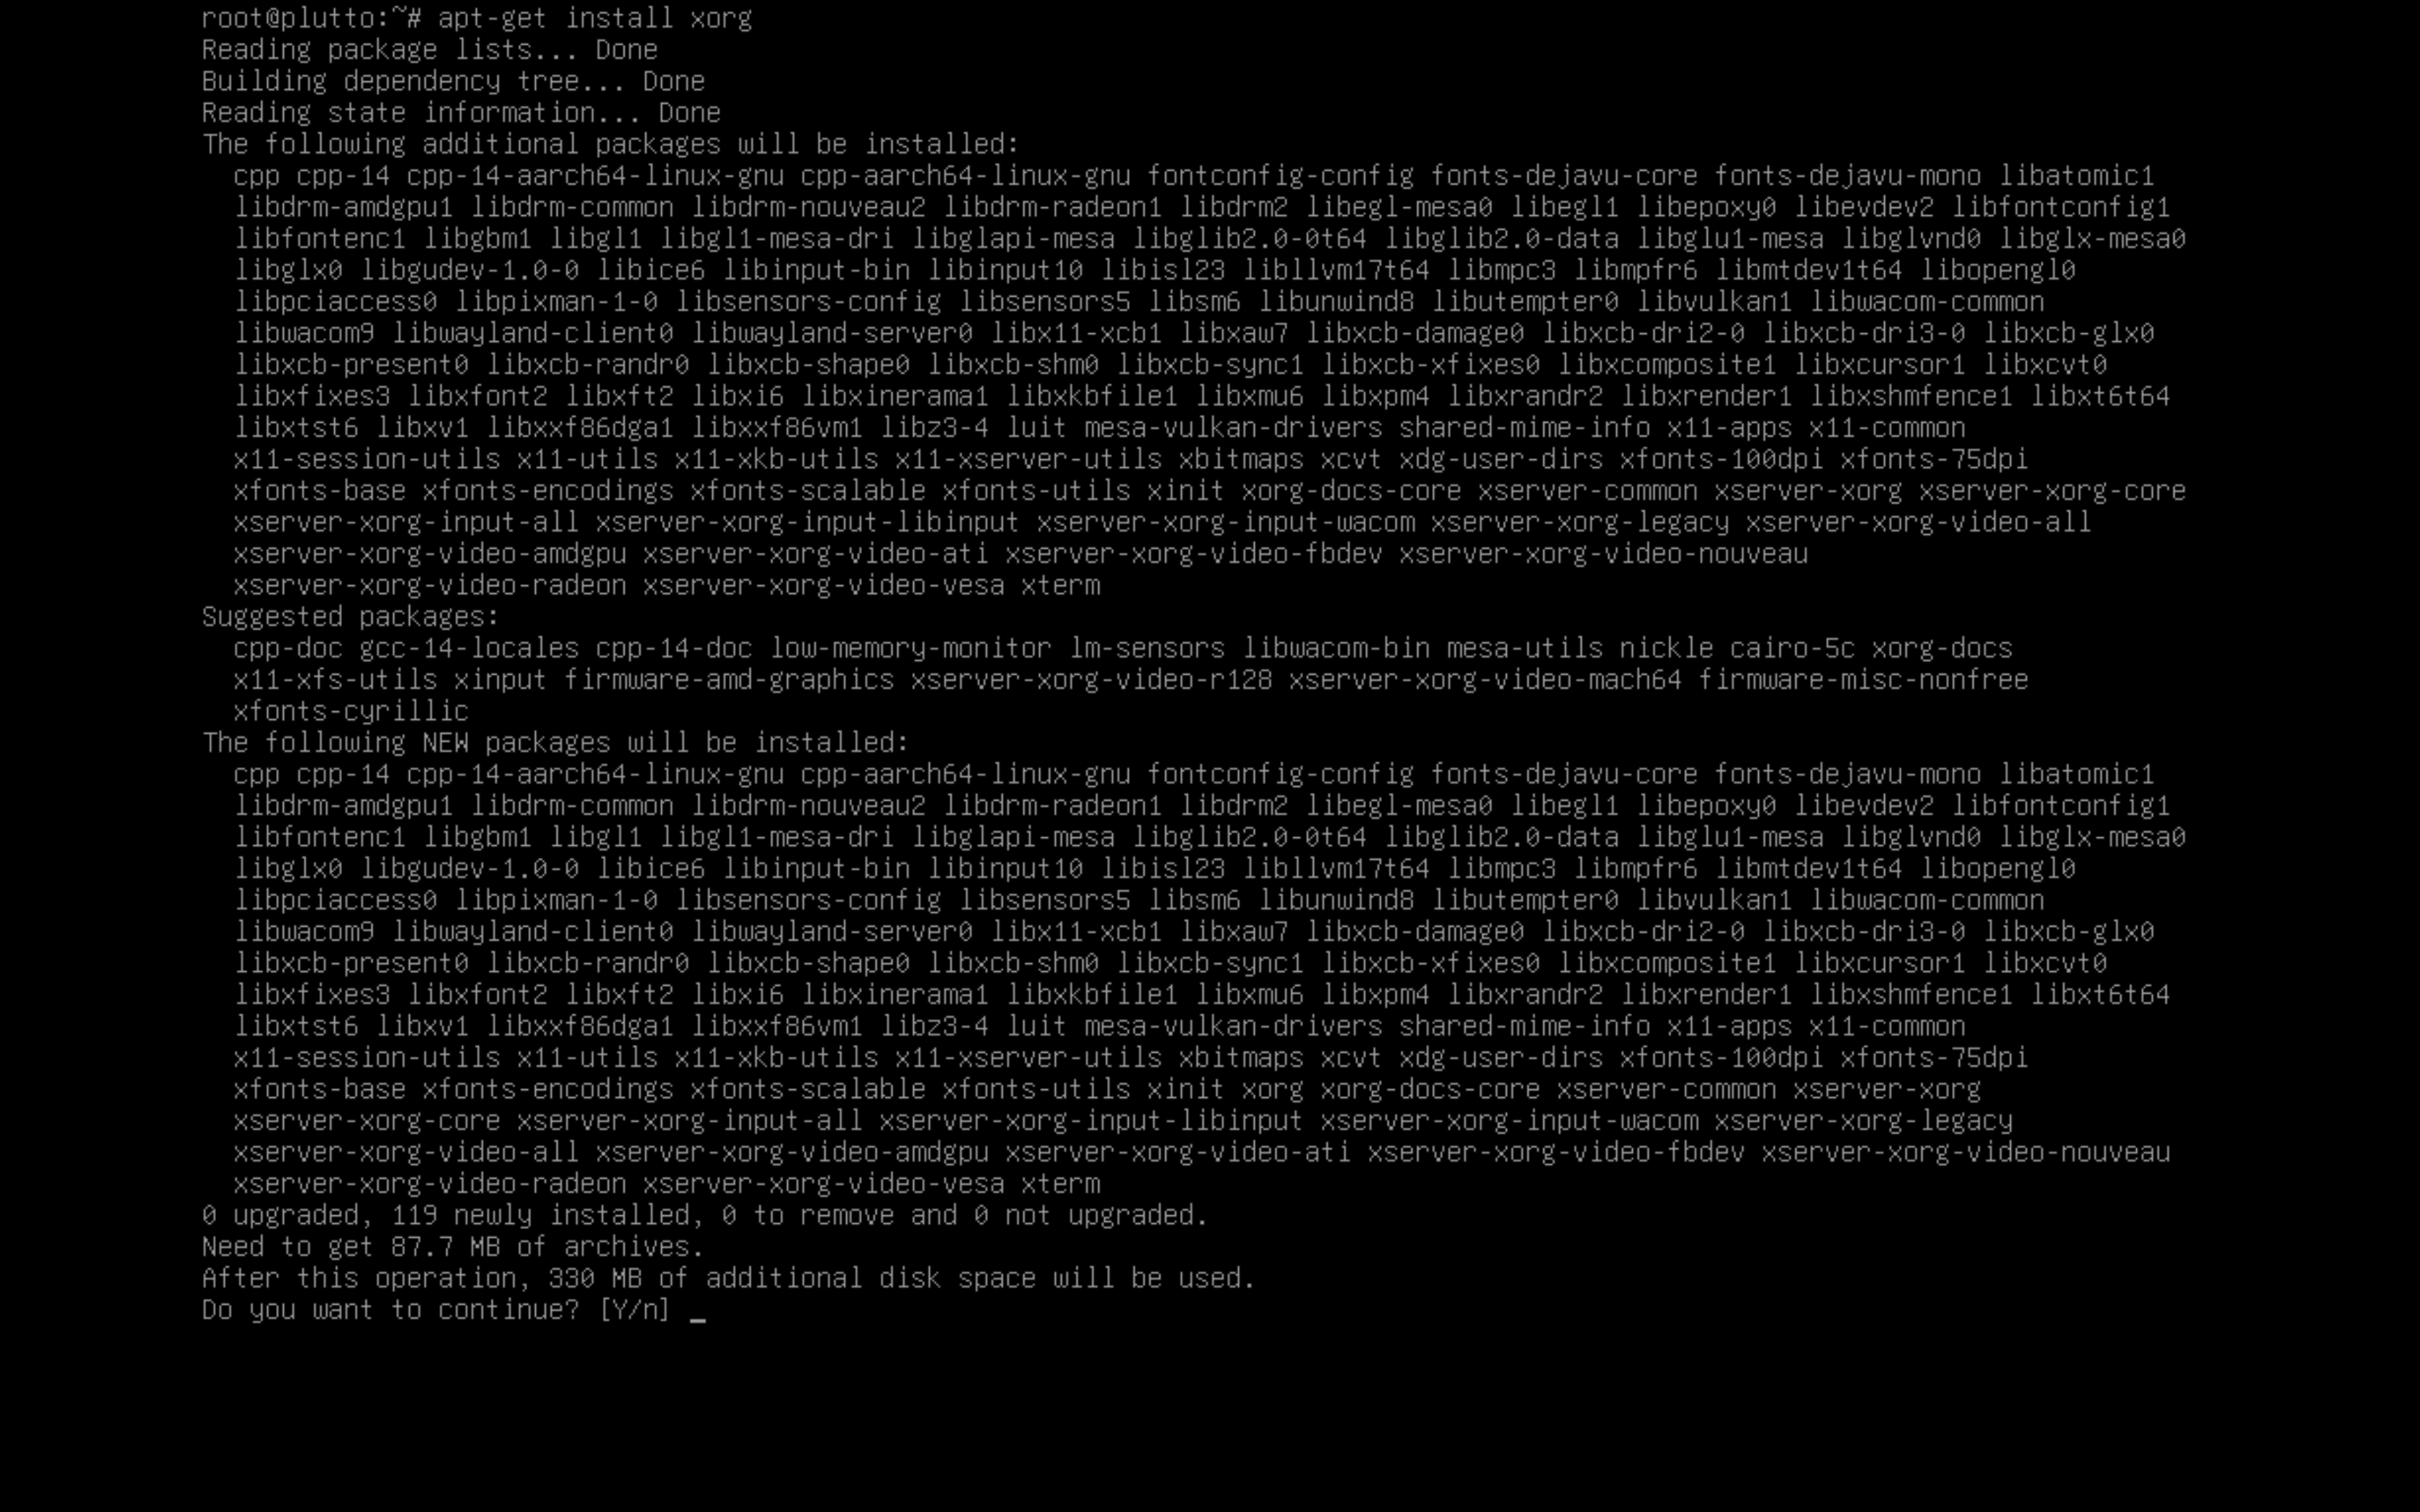 root@plutto:~# apt-get install xorg
Reading package lists... Done
Building dependency tree... Done
Reading state information... Done
The following additional packages will be installed:
  cpp cpp-14 cpp-14-aarch64-linux-gnu cpp-aarch64-linux-gnu fontconfig-config fonts-dejavu-core fonts-dejavu-mono libatomic1
  libdrm-amdgpu1 libdrm-common libdrm-nouveau2 libdrm-radeon1 libdrm2 libegl-mesa0 libegl1 libepoxy0 libevdev2 libfontconfig1
  libfontenc1 libgbm1 libgl1 libgl1-mesa-dri libglapi-mesa libglib2.0-0t64 libglib2.0-data libglu1-mesa libglvnd0 libglx-mesa0
  libglx0 libgudev-1.0-0 libice6 libinput-bin libinput10 libisl23 libllvm17t64 libmpc3 libmpfr6 libmtdev1t64 libopengl0
  libpciaccess0 libpixman-1-0 libsensors-config libsensors5 libsm6 libunwind8 libutempter0 libvulkan1 libwacom-common
  libwacom9 libwayland-client0 libwayland-server0 libx11-xcb1 libxaw7 libxcb-damage0 libxcb-dri2-0 libxcb-dri3-0 libxcb-glx0
  libxcb-present0 libxcb-randr0 libxcb-shape0 libxcb-shm0 libxcb-sync1 libxcb-xfixes0 libxcomposite1 libxcursor1 libxcvt0
  libxfixes3 libxfont2 libxft2 libxi6 libxinerama1 libxkbfile1 libxmu6 libxpm4 libxrandr2 libxrender1 libxshmfence1 libxt6t64
  libxtst6 libxv1 libxxf86dga1 libxxf86vm1 libz3-4 luit mesa-vulkan-drivers shared-mime-info x11-apps x11-common
  x11-session-utils x11-utils x11-xkb-utils x11-xserver-utils xbitmaps xcvt xdg-user-dirs xfonts-100dpi xfonts-75dpi
  xfonts-base xfonts-encodings xfonts-scalable xfonts-utils xinit xorg-docs-core xserver-common xserver-xorg xserver-xorg-core
  xserver-xorg-input-all xserver-xorg-input-libinput xserver-xorg-input-wacom xserver-xorg-legacy xserver-xorg-video-all
  xserver-xorg-video-amdgpu xserver-xorg-video-ati xserver-xorg-video-fbdev xserver-xorg-video-nouveau
  xserver-xorg-video-radeon xserver-xorg-video-vesa xterm
Suggested packages:
  cpp-doc gcc-14-locales cpp-14-doc low-memory-monitor lm-sensors libwacom-bin mesa-utils nickle cairo-5c xorg-docs
  x11-xfs-utils xinput firmware-amd-graphics xserver-xorg-video-r128 xserver-xorg-video-mach64 firmware-misc-nonfree
  xfonts-cyrillic
The following NEW packages will be installed:
  cpp cpp-14 cpp-14-aarch64-linux-gnu cpp-aarch64-linux-gnu fontconfig-config fonts-dejavu-core fonts-dejavu-mono libatomic1
  libdrm-amdgpu1 libdrm-common libdrm-nouveau2 libdrm-radeon1 libdrm2 libegl-mesa0 libegl1 libepoxy0 libevdev2 libfontconfig1
  libfontenc1 libgbm1 libgl1 libgl1-mesa-dri libglapi-mesa libglib2.0-0t64 libglib2.0-data libglu1-mesa libglvnd0 libglx-mesa0
  libglx0 libgudev-1.0-0 libice6 libinput-bin libinput10 libisl23 libllvm17t64 libmpc3 libmpfr6 libmtdev1t64 libopengl0
  libpciaccess0 libpixman-1-0 libsensors-config libsensors5 libsm6 libunwind8 libutempter0 libvulkan1 libwacom-common
  libwacom9 libwayland-client0 libwayland-server0 libx11-xcb1 libxaw7 libxcb-damage0 libxcb-dri2-0 libxcb-dri3-0 libxcb-glx0
  libxcb-present0 libxcb-randr0 libxcb-shape0 libxcb-shm0 libxcb-sync1 libxcb-xfixes0 libxcomposite1 libxcursor1 libxcvt0
  libxfixes3 libxfont2 libxft2 libxi6 libxinerama1 libxkbfile1 libxmu6 libxpm4 libxrandr2 libxrender1 libxshmfence1 libxt6t64
  libxtst6 libxv1 libxxf86dga1 libxxf86vm1 libz3-4 luit mesa-vulkan-drivers shared-mime-info x11-apps x11-common
  x11-session-utils x11-utils x11-xkb-utils x11-xserver-utils xbitmaps xcvt xdg-user-dirs xfonts-100dpi xfonts-75dpi
  xfonts-base xfonts-encodings xfonts-scalable xfonts-utils xinit xorg xorg-docs-core xserver-common xserver-xorg
  xserver-xorg-core xserver-xorg-input-all xserver-xorg-input-libinput xserver-xorg-input-wacom xserver-xorg-legacy
  xserver-xorg-video-all xserver-xorg-video-amdgpu xserver-xorg-video-ati xserver-xorg-video-fbdev xserver-xorg-video-nouveau
  xserver-xorg-video-radeon xserver-xorg-video-vesa xterm
0 upgraded, 119 newly installed, 0 to remove and 0 not upgraded.
Need to get 87.7 MB of archives.
After this operation, 330 MB of additional disk space will be used.
Do you want to continue? [Y/n] _